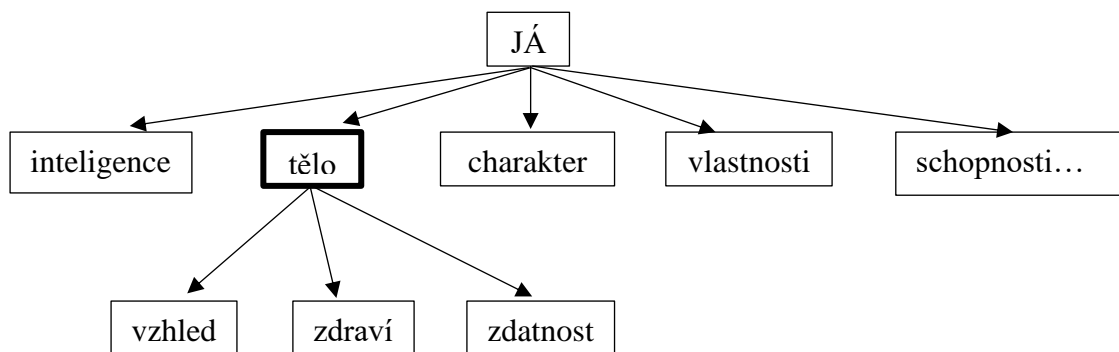 JÁ
inteligence
tělo
charakter
vlastnosti
schopnosti…
vzhled
zdraví
zdatnost